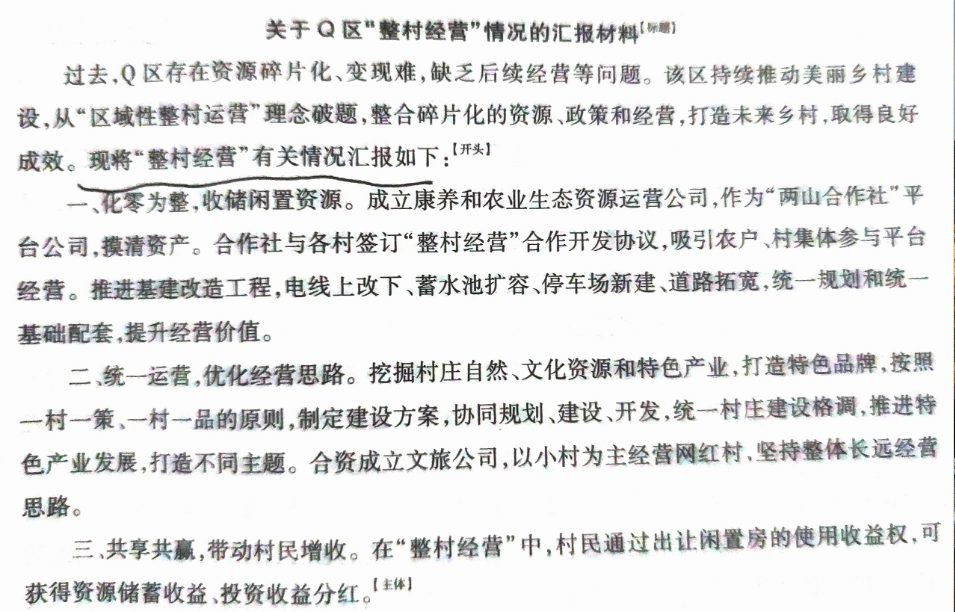 关于Q区“整村经营”情况的汇报材料【标题】
过去,Q区存在资源碎片化、变现难,缺乏后续经营等问题。该区持续推动美丽乡村建
设,从“区域性整村运营”理念破题,整合碎片化的资源、政策和经营,打造未来乡村,取得良好
成效。现将“整村经营”有关情况汇报如下:【开头】
一、化零为整,收储闲置资源。成立康养和农业生态资源运营公司,作为“两山合作社”平
台公司,摸清资产。合作社与各村签订“整村经营”合作开发协议,吸引农户、村集体参与平台
经营。推进基建改造工程,电线上改下、蓄水池扩容、停车场新建、道路拓宽,统一规划和统一
基础配套,提升经营价值。
二、统一运营,优化经营思路。挖掘村庄自然、文化资源和特色产业,打造特色品牌,按照
一村一策、一村一品的原则,制定建设方案,协同规划、建设、开发,统一村庄建设格调,推进特
色产业发展,打造不同主题。合资成立文旅公司,以小村为主经营网红村,坚持整体长远经营
思路。
三、共享共赢,带动村民增收。在“整村经营”中,村民通过出让闲置房的使用收益权,可
获得资源储蓄收益、投资收益分红。【主体】